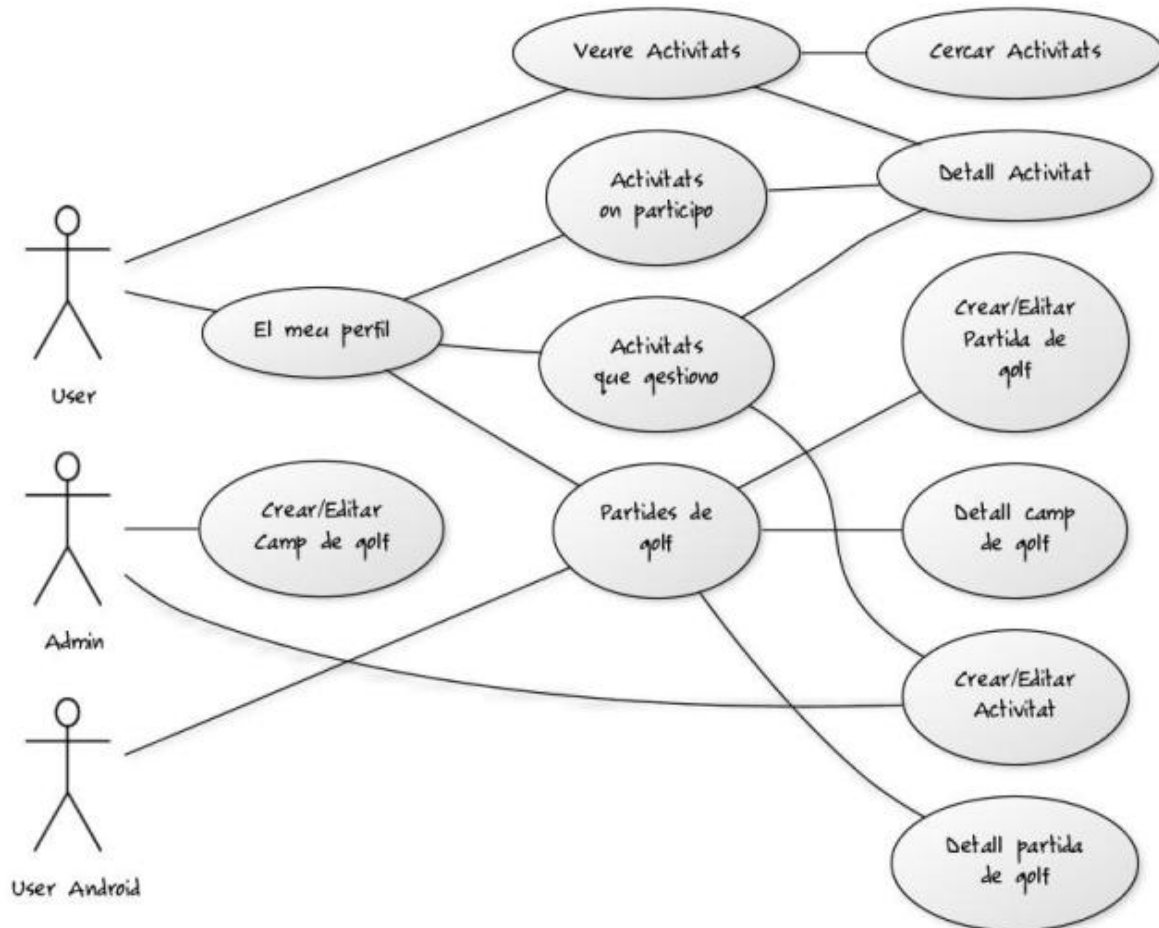 Veure Activitats
Cercar Activitats
Activitats
on participo
Detall Activitat
User
El meu perfil
Activitats
que gestiono
Crear/Editar
Partida de
golf
Admin
Crear/Editar
Camp de golf
Partides de
golf
Detall camp
de golf
Crear/Editar
Activitat
User Android
Detall partida
de golf